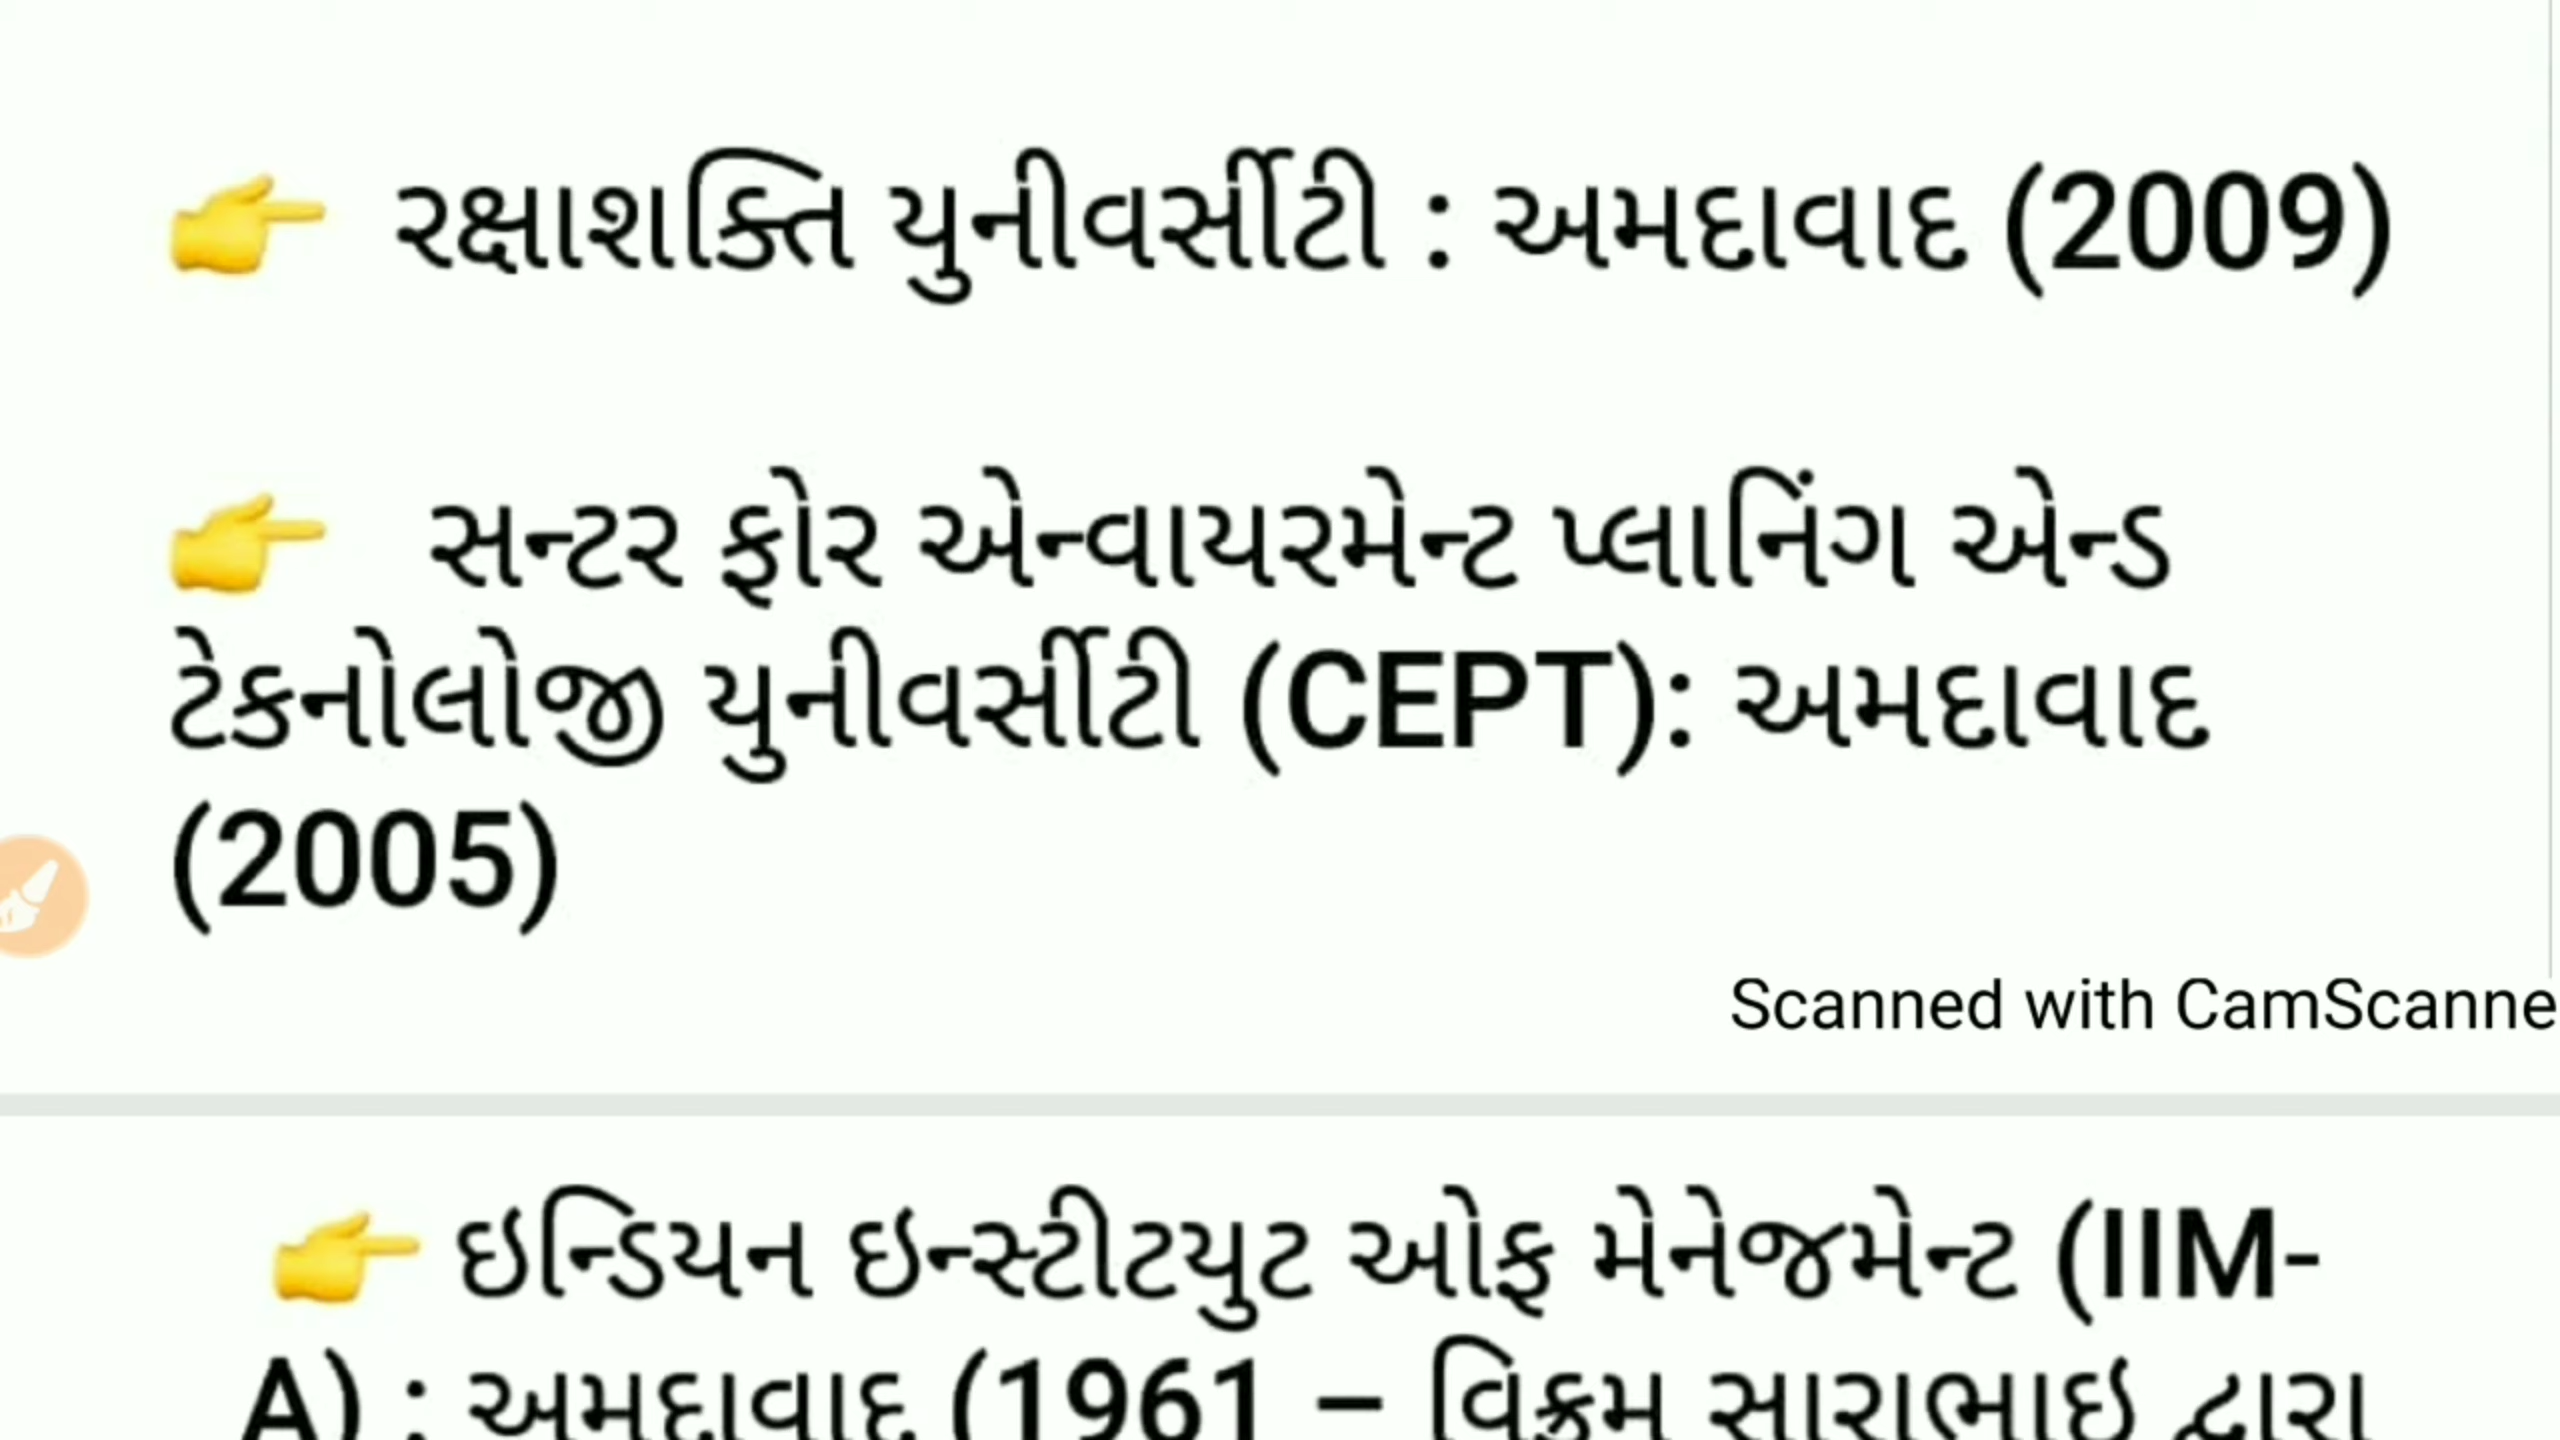 👉 રક્ષાશક્તિ યુનીવર્સીટી : અમદાવાદ (2009)
👉 સન્ટર ફોર એન્વાયરમેન્ટ પ્લાનિંગ એન્ડ
ટેકનોલોજી યુનીવર્સીટી (CEPT): અમદાવાદ
(2005)
Scanned with CamScanne
👉 ઇન્ડિયન ઇન્સ્ટીટયુટ ઓફ મેનેજમેન્ટ (IIM-
A) : અમદાવાદ (1961 – વિક્રમ સારાભાઇ દ્વારા